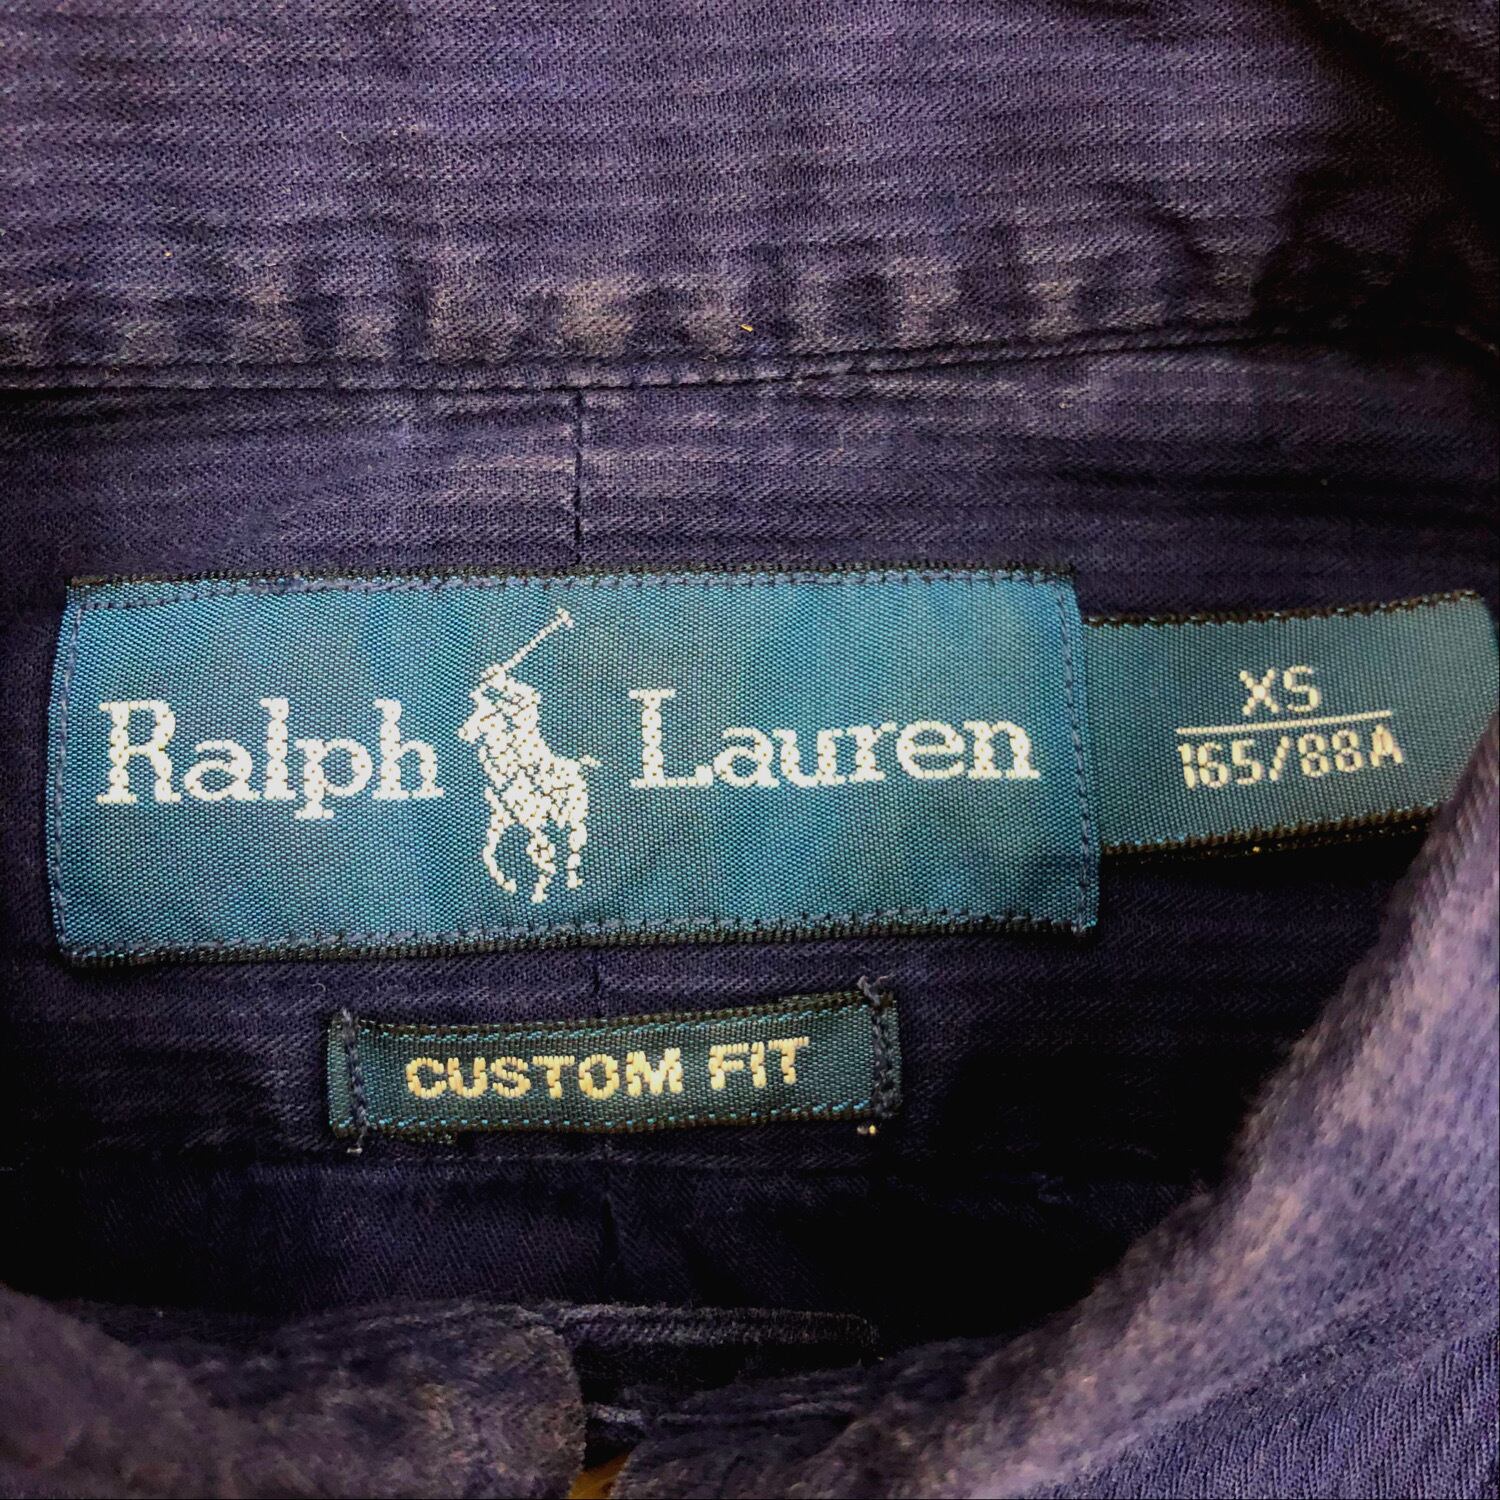 Ralph Lauren
XS
165/88A
CUSTOM FIT